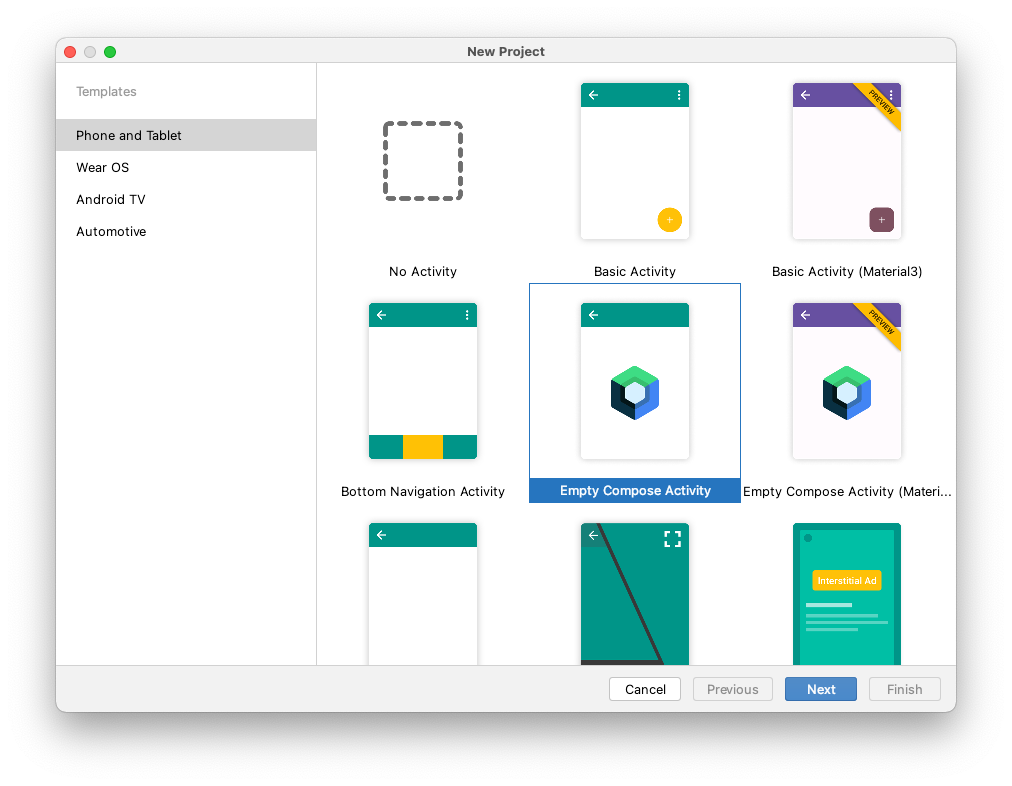 New Project
Templates
Phone and Tablet
Wear OS
Android TV
Automotive
PREVIEW
No Activity
Basic Activity
Basic Activity (Material3)
PREVIEW
Bottom Navigation Activity
Empty Compose Activity
Empty Compose Activity (Materi...
Interstitial Ad
Cancel
Previous
Next
Finish